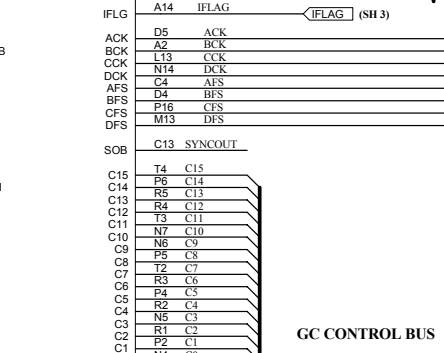 IFLG A14 IFLAG IFLAG (SH 3)
ACK D5 ACK
BCK A2 BCK
CCK L13 CCK
DCK N14 DCK
AFS C4 AFS
BFS D4 BFS
CFS P16 CFS
DFS M13 DFS
SOB C13 SYNCOUT
C15 T4 C15
C14 P6 C14
C13 R5 C13
C12 R4 C12
C11 T3 C11
C10 N7 C10
C9 N6 C9
C8 P5 C8
C7 T2 C7
C6 R3 C6
C5 P4 C5
C4 R2 C4
C3 N5 C3
C2 R1 C2
C1 P2 C1
GC CONTROL BUS